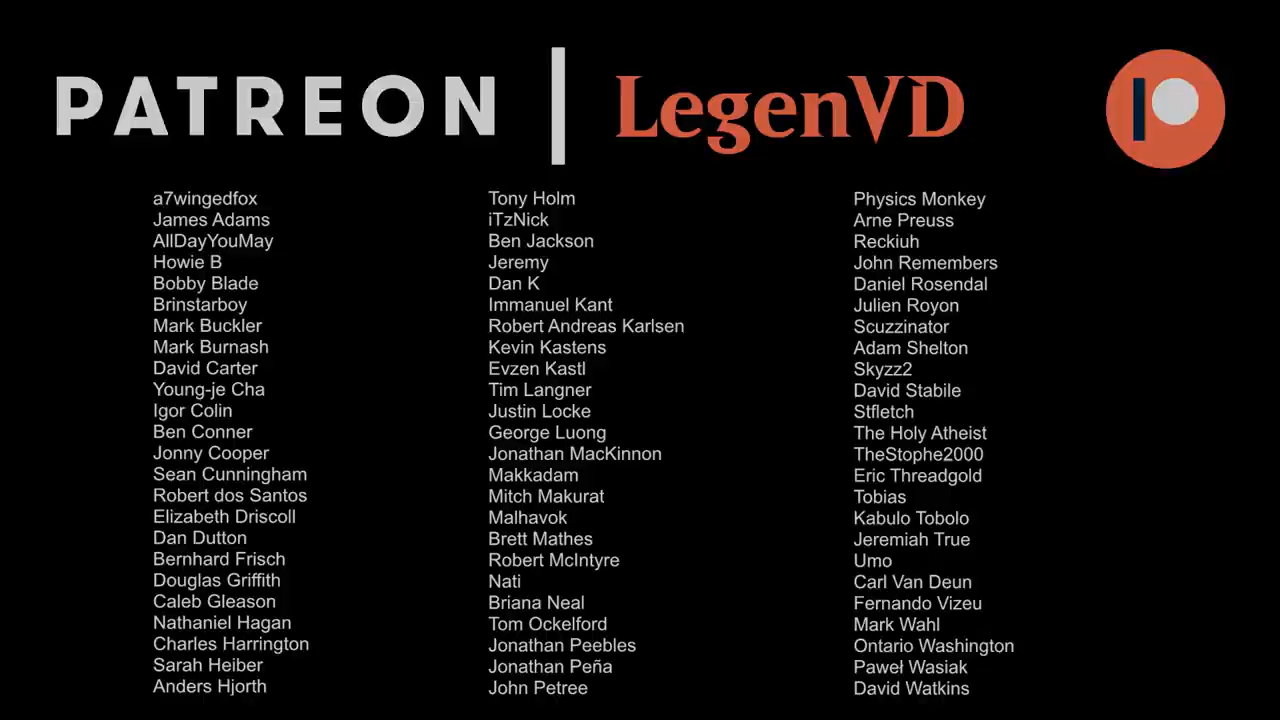 PATREON | LegenVD
a7wingedfox
James Adams
AllDayYouMay
Howie B
Bobby Blade
Brinstarboy
Mark Buckler
Mark Burnash
David Carter
Young-je Cha
Igor Colin
Ben Conner
Jonny Cooper
Sean Cunningham
Robert dos Santos
Elizabeth Driscoll
Dan Dutton
Bernhard Frisch
Douglas Griffith
Caleb Gleason
Nathaniel Hagan
Charles Harrington
Sarah Heiber
Anders Hjorth
Tony Holm
iTzNick
Ben Jackson
Jeremy
Dan K
Immanuel Kant
Robert Andreas Karlsen
Kevin Kastens
Evzen Kastl
Tim Langner
Justin Locke
George Luong
Jonathan MacKinnon
Makkadam
Mitch Makurat
Malhavok
Brett Mathes
Robert McIntyre
Nati
Briana Neal
Tom Ockelford
Jonathan Peebles
Jonathan Peña
John Petree
Physics Monkey
Arne Preuss
Reckiuh
John Remembers
Daniel Rosendal
Julien Royon
Scuzzinator
Adam Shelton
Skyzz2
David Stabile
Stfletch
The Holy Atheist
TheStophe2000
Eric Threadgold
Tobias
Kabulo Tobolo
Jeremiah True
Umo
Carl Van Deun
Fernando Vizeu
Mark Wahl
Ontario Washington
Paweł Wasiak
David Watkins